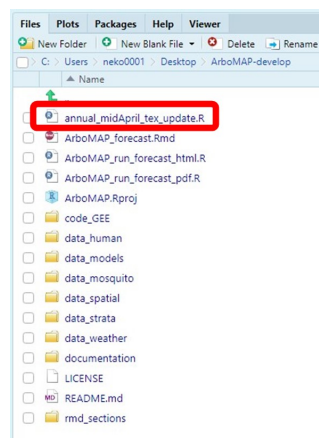 Files Plots Packages Help Viewer
New Folder New Blank File Delete Rename
C: > Users > neko0001 > Desktop > ArboMAP-develop
Name
..
annual_midApril_tex_update.R
ArboMAP_forecast.Rmd
ArboMAP_run_forecast_html.R
ArboMAP_run_forecast_pdf.R
ArboMAP.Rproj
code_GEE
data_human
data_models
data_mosquito
data_spatial
data_strata
data_weather
documentation
LICENSE
MD README.md
rmd_sections